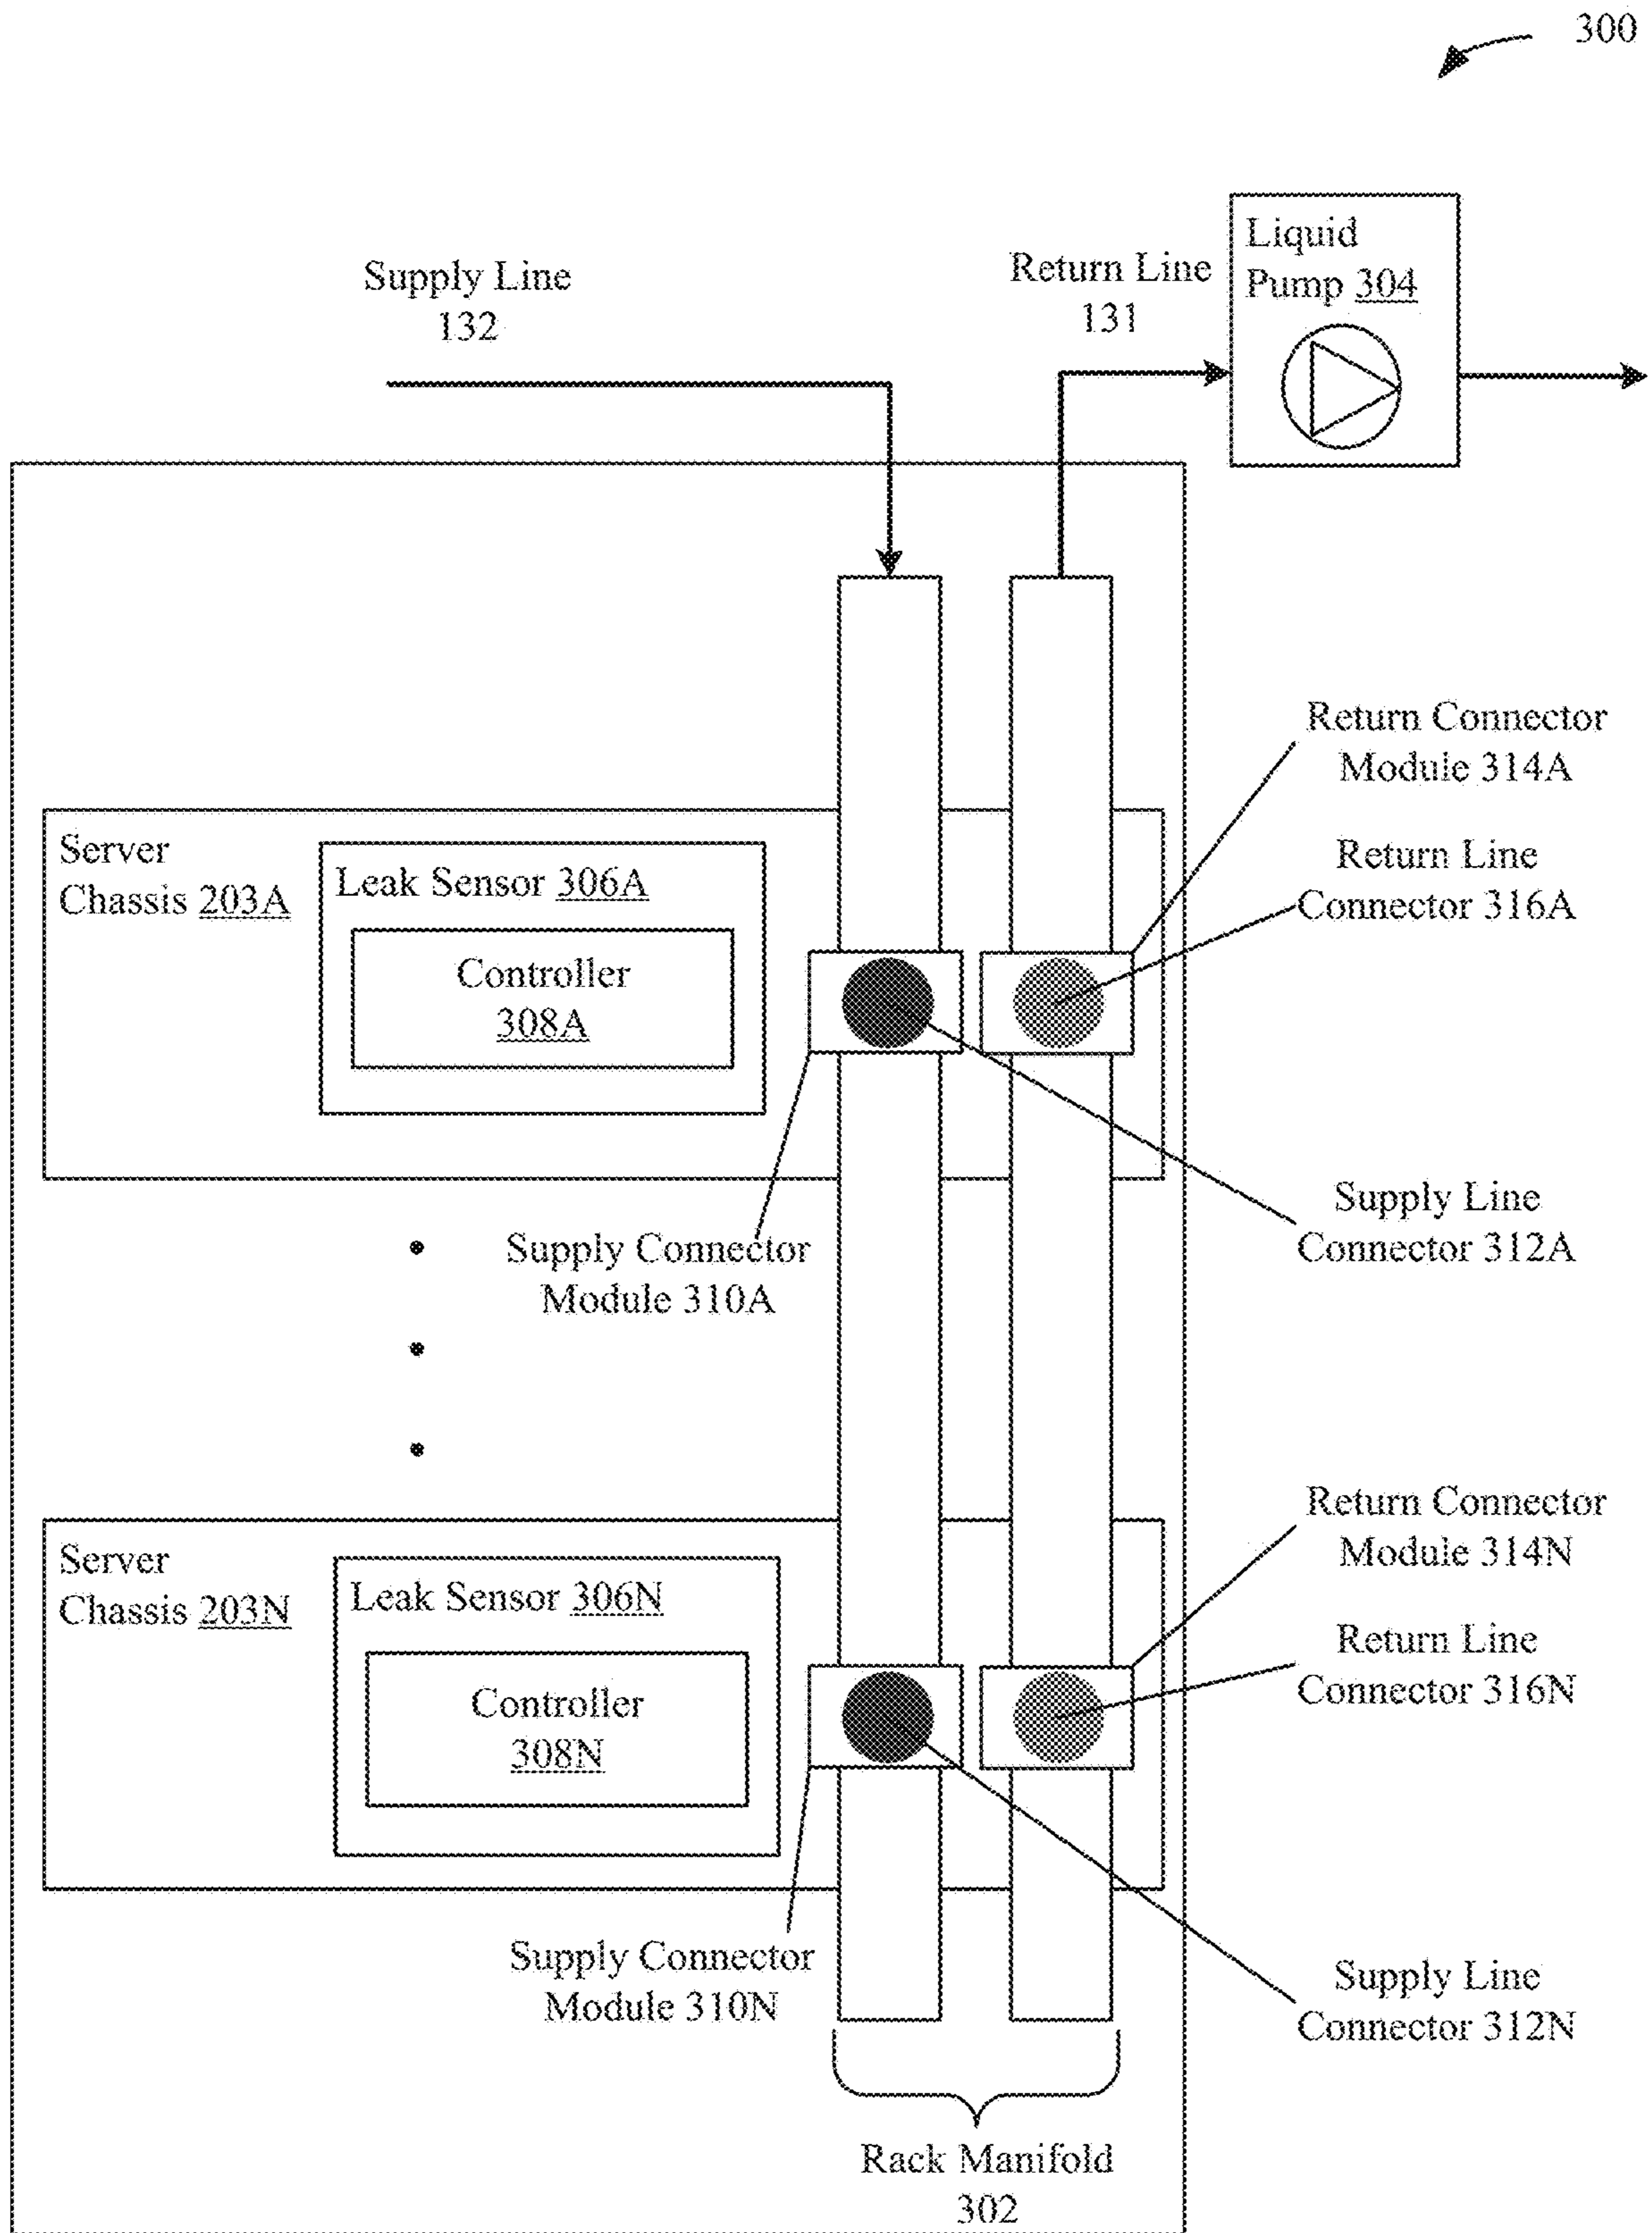 300
Liquid
Pump 304
Supply Line
132
Return Line
131
Return Connector
Module 314A
Server
Chassis 203A
Leak Sensor 306A
Controller
308A
Return Line
Connector 316A
Supply Line
Connector 312A
Supply Connector
Module 310A
Return Connector
Module 314N
Server
Chassis 203N
Leak Sensor 306N
Controller
308N
Return Line
Connector 316N
Supply Connector
Module 310N
Supply Line
Connector 312N
Rack Manifold
302